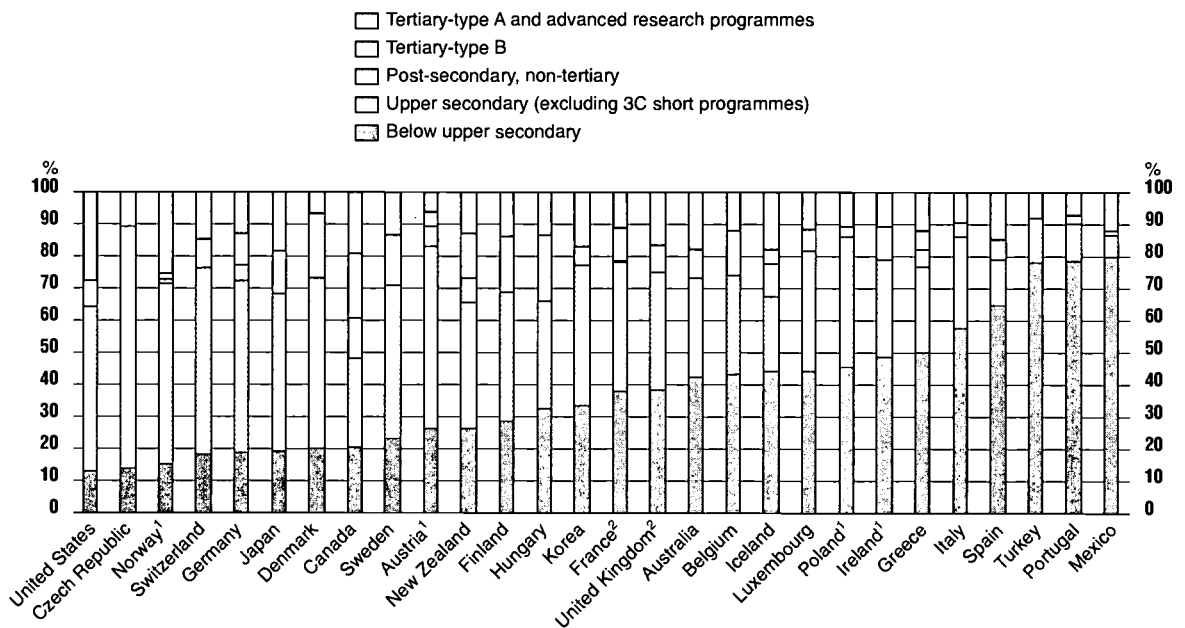 Tertiary-type A and advanced research programmes
Tertiary-type B
Post-secondary, non-tertiary
Upper secondary (excluding 3C short programmes)
Below upper secondary
% %
100 100
90 90
80 80
70 70
60 60
50 50
40 40
30 30
20 20
10 10
0 0
United States
Czech Republic
Norway¹
Switzerland
Germany
Japan
Denmark
Canada
Sweden
Austria¹
New Zealand
Finland
Hungary
Korea
France²
United Kingdom²
Australia
Belgium
Iceland
Luxembourg
Poland¹
Ireland¹
Greece
Italy
Spain
Turkey
Portugal
Mexico